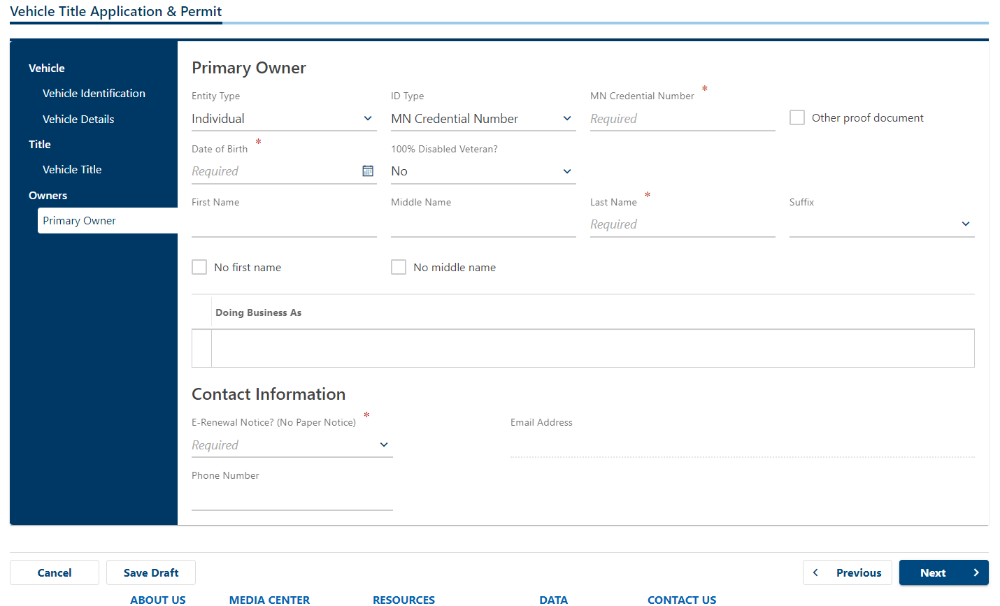 Vehicle Title Application & Permit
Vehicle
Vehicle Identification
Vehicle Details
Title
Vehicle Title
Owners
Primary Owner
Primary Owner
Entity Type
Individual
ID Type
MN Credential Number
MN Credential Number *
Required
Other proof document
Date of Birth *
Required
100% Disabled Veteran?
No
First Name
Middle Name
Last Name *
Required
Suffix
No first name
No middle name
Doing Business As
Contact Information
E-Renewal Notice? (No Paper Notice) *
Required
Email Address
Phone Number
Cancel
Save Draft
Previous
Next
ABOUT US
MEDIA CENTER
RESOURCES
DATA
CONTACT US